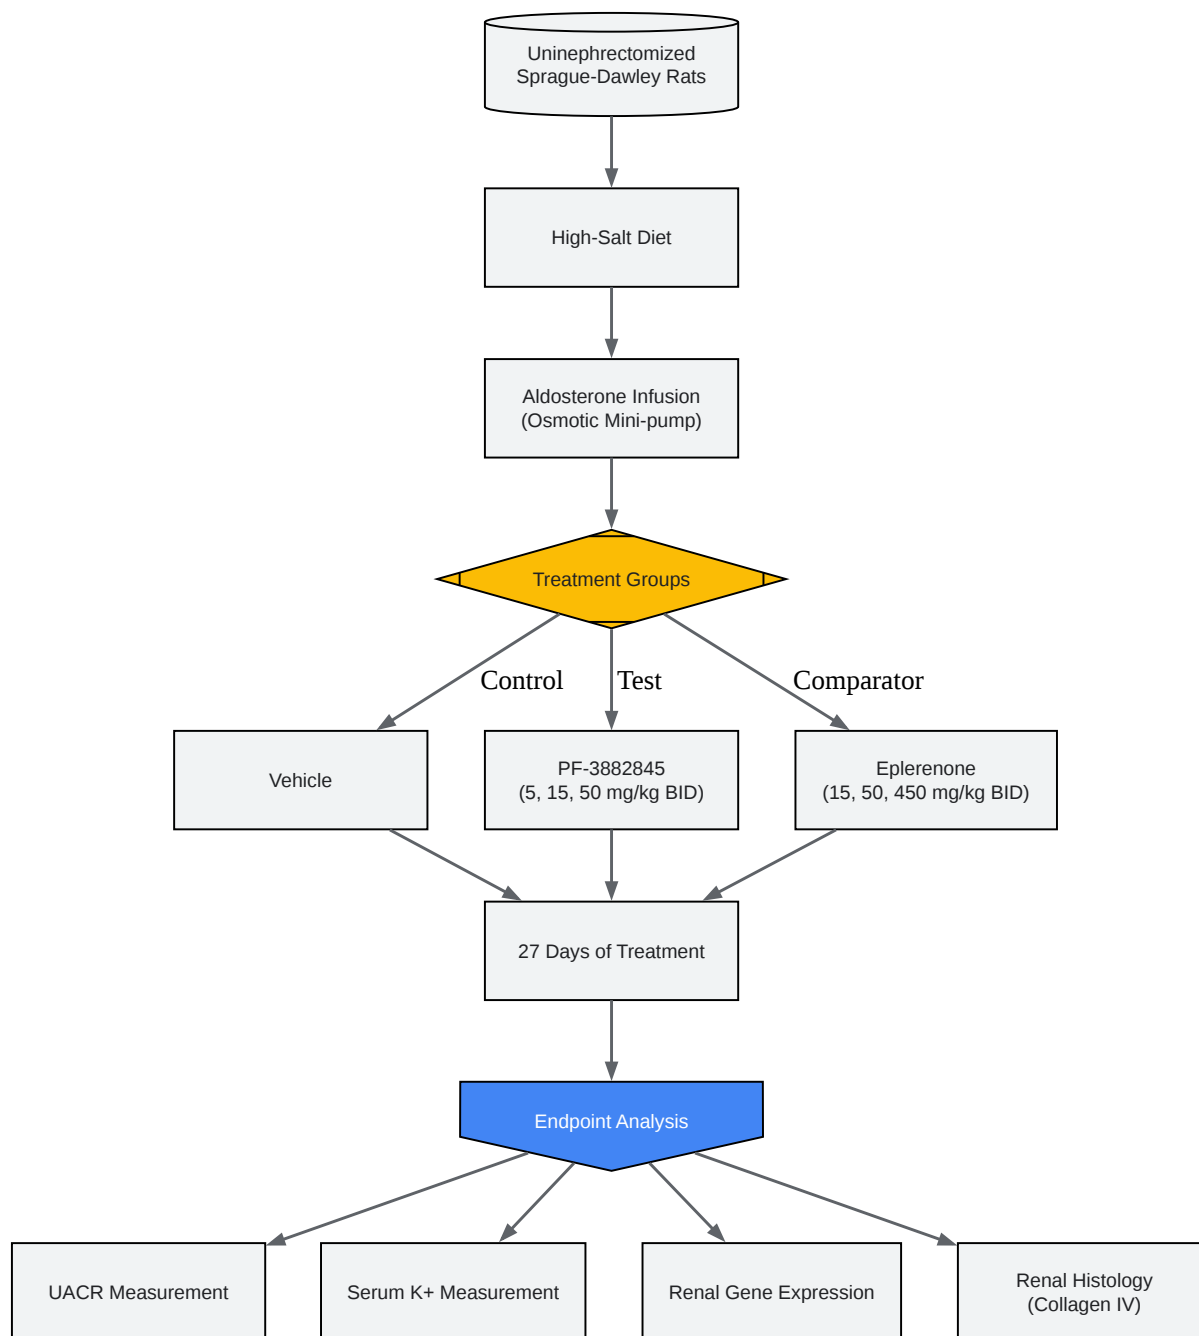 Uninephrectomized
Sprague-Dawley Rats
High-Salt Diet
Aldosterone Infusion
(Osmotic Mini-pump)
Treatment Groups
Control
Test
Comparator
Vehicle
PF-3882845
(5, 15, 50 mg/kg BID)
Eplerenone
(15, 50, 450 mg/kg BID)
27 Days of Treatment
Endpoint Analysis
UACR Measurement
Serum K+ Measurement
Renal Gene Expression
Renal Histology
(Collagen IV)